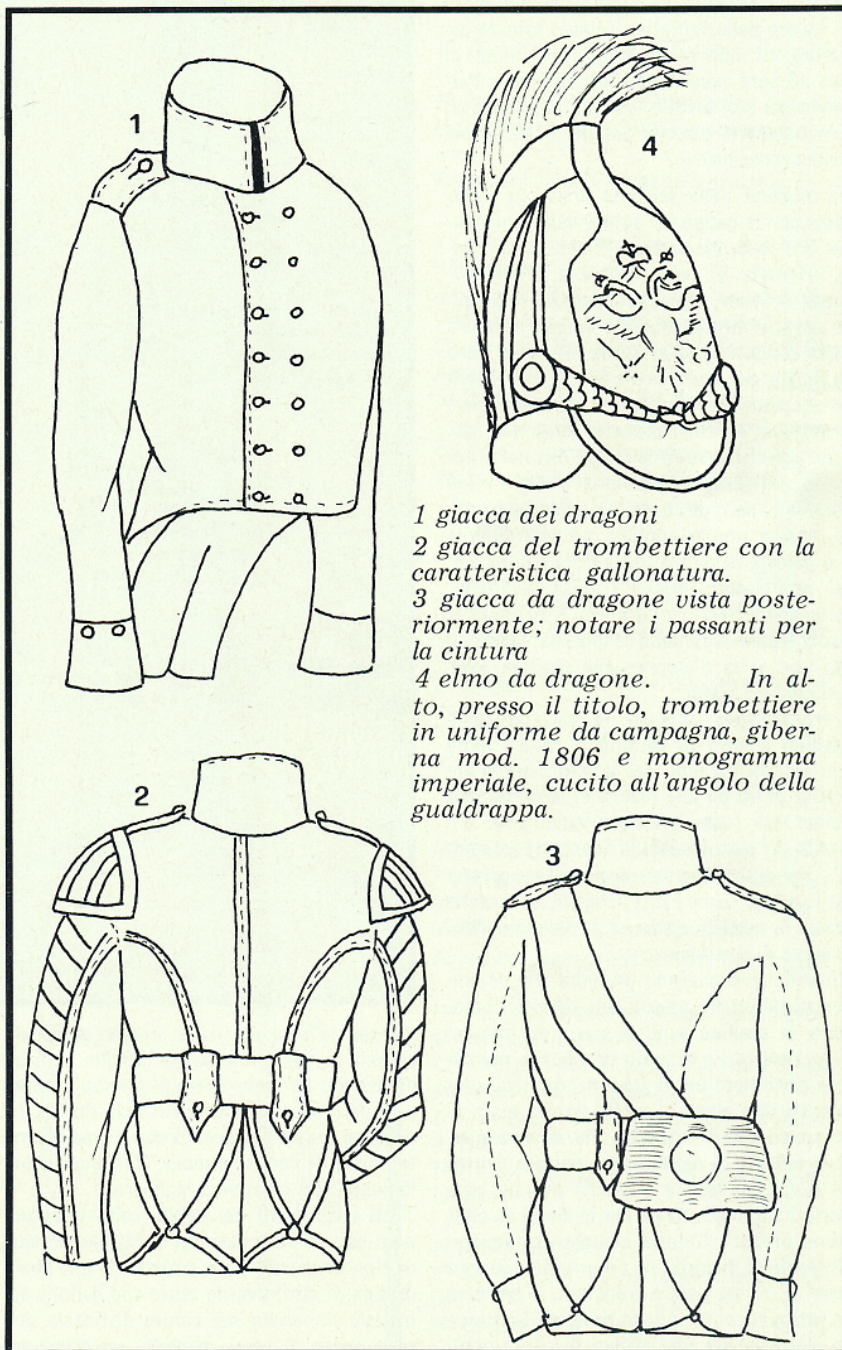 1
4
1 giacca dei dragoni
2 giacca del trombettiere con la
caratteristica gallonatura.
3 giacca da dragone vista poste-
riormente; notare i passanti per
la cintura
4 elmo da dragone. In al-
to, presso il titolo, trombettiere
in uniforme da campagna, giber-
na mod. 1806 e monogramma
imperiale, cucito all'angolo della
gualdrappa.
2
3